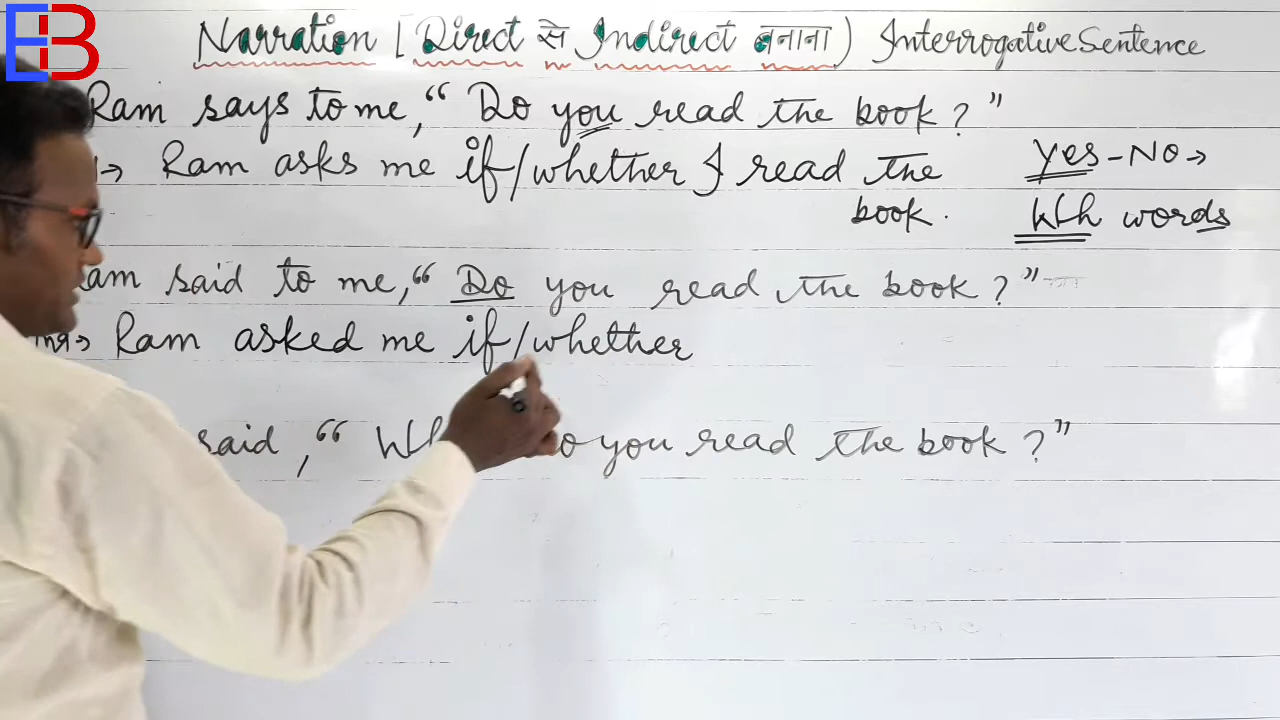 EB
Narration [Direct से Indirect बनाना) Interrogative Sentence
Ram says to me, “Do you read the book?”
Ram asks me if/whether I read the
book.
Yes-No→
Wh words
said to me, “Do you read the book?”
Ram asked me if/whether
said, “ you read the book?”